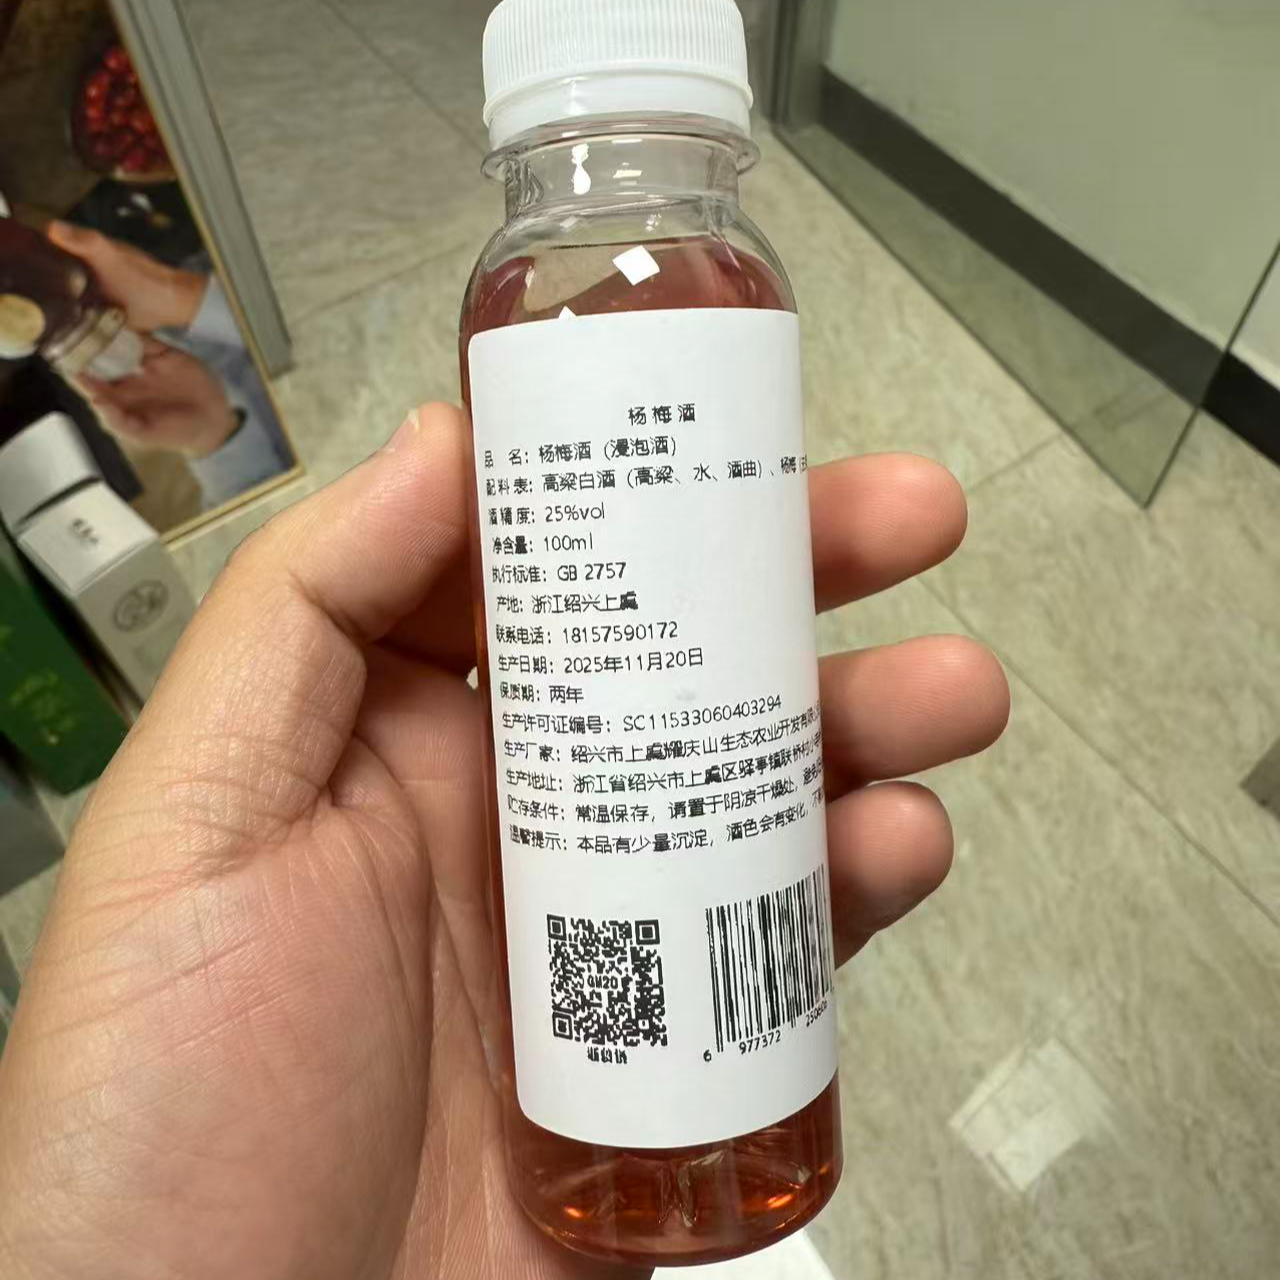 杨梅酒
品 名：杨梅酒（浸泡酒）
配料表：高粱白酒（高粱、水、酒曲）、杨梅
酒精度：25%vol
净含量：100ml
执行标准：GB 2757
产地：浙江绍兴上虞
联系电话：18157590172
生产日期：2025年11月20日
保质期：两年
生产许可证编号：SC11533060403294
生产厂家：绍兴市上虞耀庆山生态农业开发有限
生产地址：浙江省绍兴市上虞区驿亭镇联桥村
贮存条件：常温保存，请置于阴凉干燥处，避免
温馨提示：本品有少量沉淀，酒色会有变化，不
GM2D
6 977372